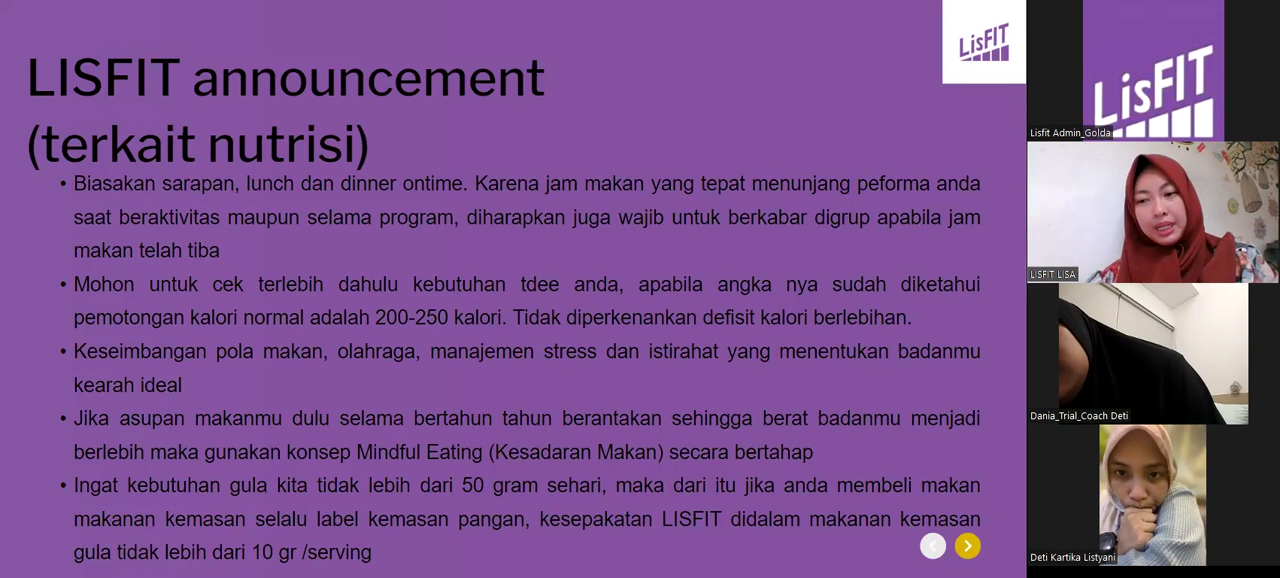 LISFIT announcement
(terkait nutrisi)
• Biasakan sarapan, lunch dan dinner ontime. Karena jam makan yang tepat menunjang peforma anda
saat beraktivitas maupun selama program, diharapkan juga wajib untuk berkabar digrup apabila jam
makan telah tiba
• Mohon untuk cek terlebih dahulu kebutuhan tdee anda, apabila angka nya sudah diketahui
pemotongan kalori normal adalah 200-250 kalori. Tidak diperkenankan defisit kalori berlebihan.
• Keseimbangan pola makan, olahraga, manajemen stress dan istirahat yang menentukan badanmu
kearah ideal
• Jika asupan makanmu dulu selama bertahun tahun berantakan sehingga berat badanmu menjadi
berlebih maka gunakan konsep Mindful Eating (Kesadaran Makan) secara bertahap
• Ingat kebutuhan gula kita tidak lebih dari 50 gram sehari, maka dari itu jika anda membeli makan
makanan kemasan selalu label kemasan pangan, kesepakatan LISFIT didalam makanan kemasan
gula tidak lebih dari 10 gr /serving
LisFIT
LisFIT
Lisfit Admin_Golda
LISFIT LISA
Dania_Trial_Coach Deti
Deti Kartika Listyani